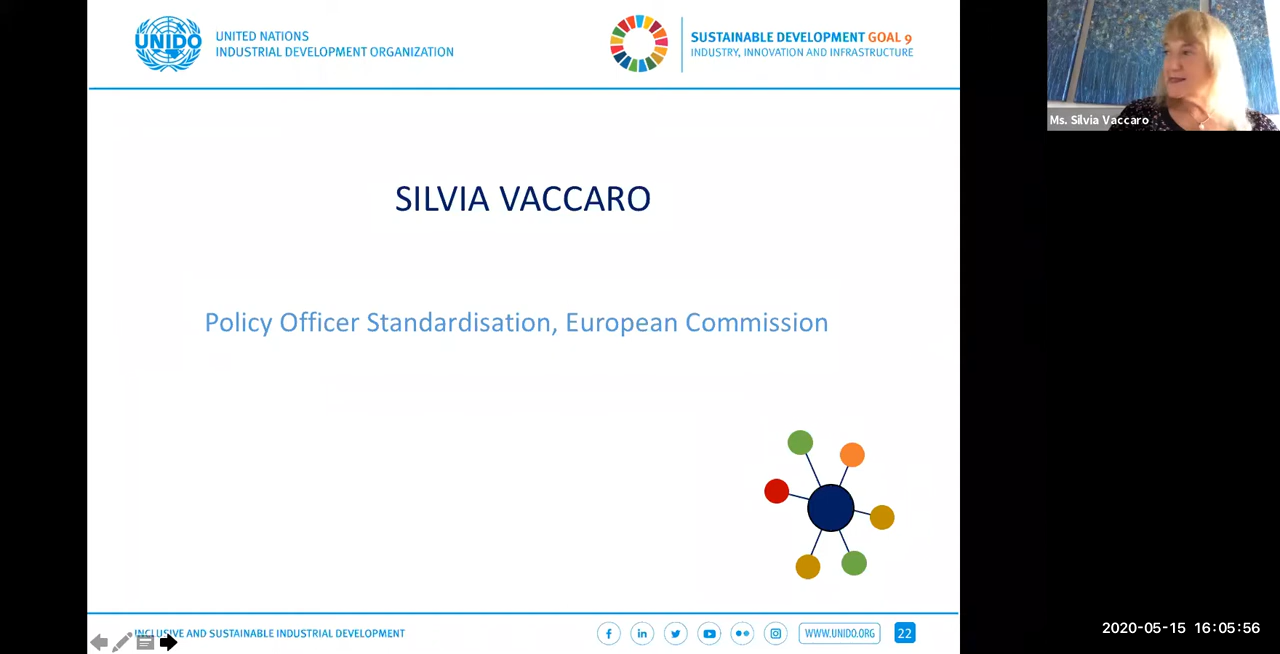 UNIDO
UNITED NATIONS
INDUSTRIAL DEVELOPMENT ORGANIZATION
SUSTAINABLE DEVELOPMENT GOAL 9
INDUSTRY, INNOVATION AND INFRASTRUCTURE
Ms. Silvia Vaccaro
SILVIA VACCARO
Policy Officer Standardisation, European Commission
INCLUSIVE AND SUSTAINABLE INDUSTRIAL DEVELOPMENT
f
in
WWW.UNIDO.ORG
22
2020-05-15 16:05:56